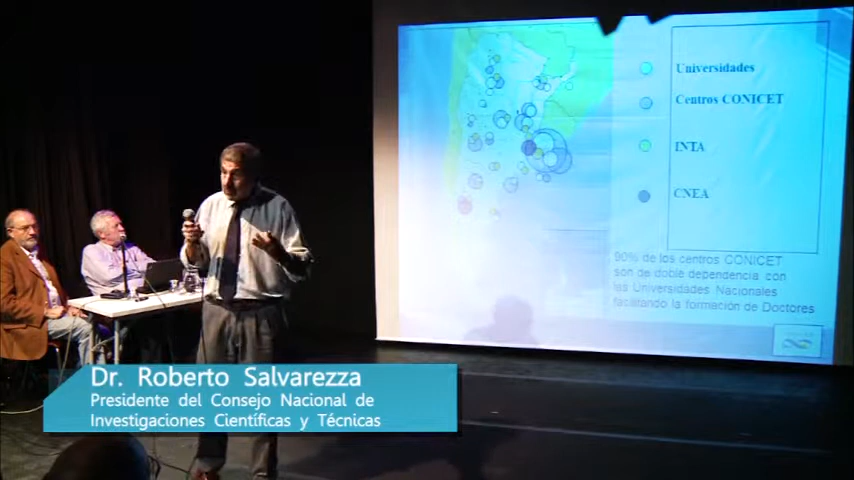 Universidades
Centros CONICET
INTA
CNEA
90% de los centros CONICET
son de doble dependencia con
las Universidades Nacionales
facilitando la formación de Doctores
Dr. Roberto Salvarezza
Presidente del Consejo Nacional de
Investigaciones Científicas y Técnicas